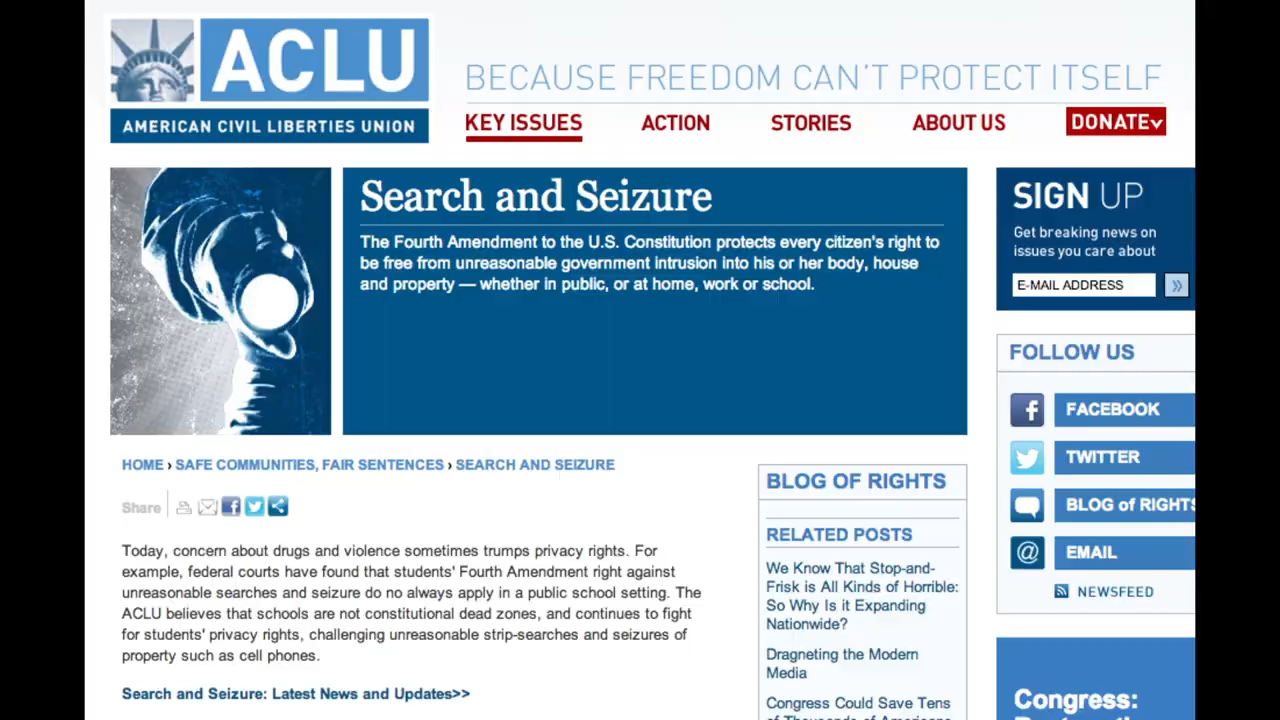 ACLU
AMERICAN CIVIL LIBERTIES UNION
BECAUSE FREEDOM CAN'T PROTECT ITSELF
KEY ISSUES
ACTION
STORIES
ABOUT US
DONATE
Search and Seizure
The Fourth Amendment to the U.S. Constitution protects every citizen's right to
be free from unreasonable government intrusion into his or her body, house
and property — whether in public, or at home, work or school.
SIGN UP
Get breaking news on
issues you care about
E-MAIL ADDRESS
FOLLOW US
FACEBOOK
TWITTER
BLOG of RIGHTS
EMAIL
NEWSFEED
HOME › SAFE COMMUNITIES, FAIR SENTENCES › SEARCH AND SEIZURE
Share
Today, concern about drugs and violence sometimes trumps privacy rights. For
example, federal courts have found that students' Fourth Amendment right against
unreasonable searches and seizure do no always apply in a public school setting. The
ACLU believes that schools are not constitutional dead zones, and continues to fight
for students' privacy rights, challenging unreasonable strip-searches and seizures of
property such as cell phones.
Search and Seizure: Latest News and Updates>>
BLOG OF RIGHTS
RELATED POSTS
We Know That Stop-and-
Frisk is All Kinds of Horrible:
So Why Is it Expanding
Nationwide?
Dragneting the Modern
Media
Congress Could Save Tens
of Thousands of Americans
Congress: